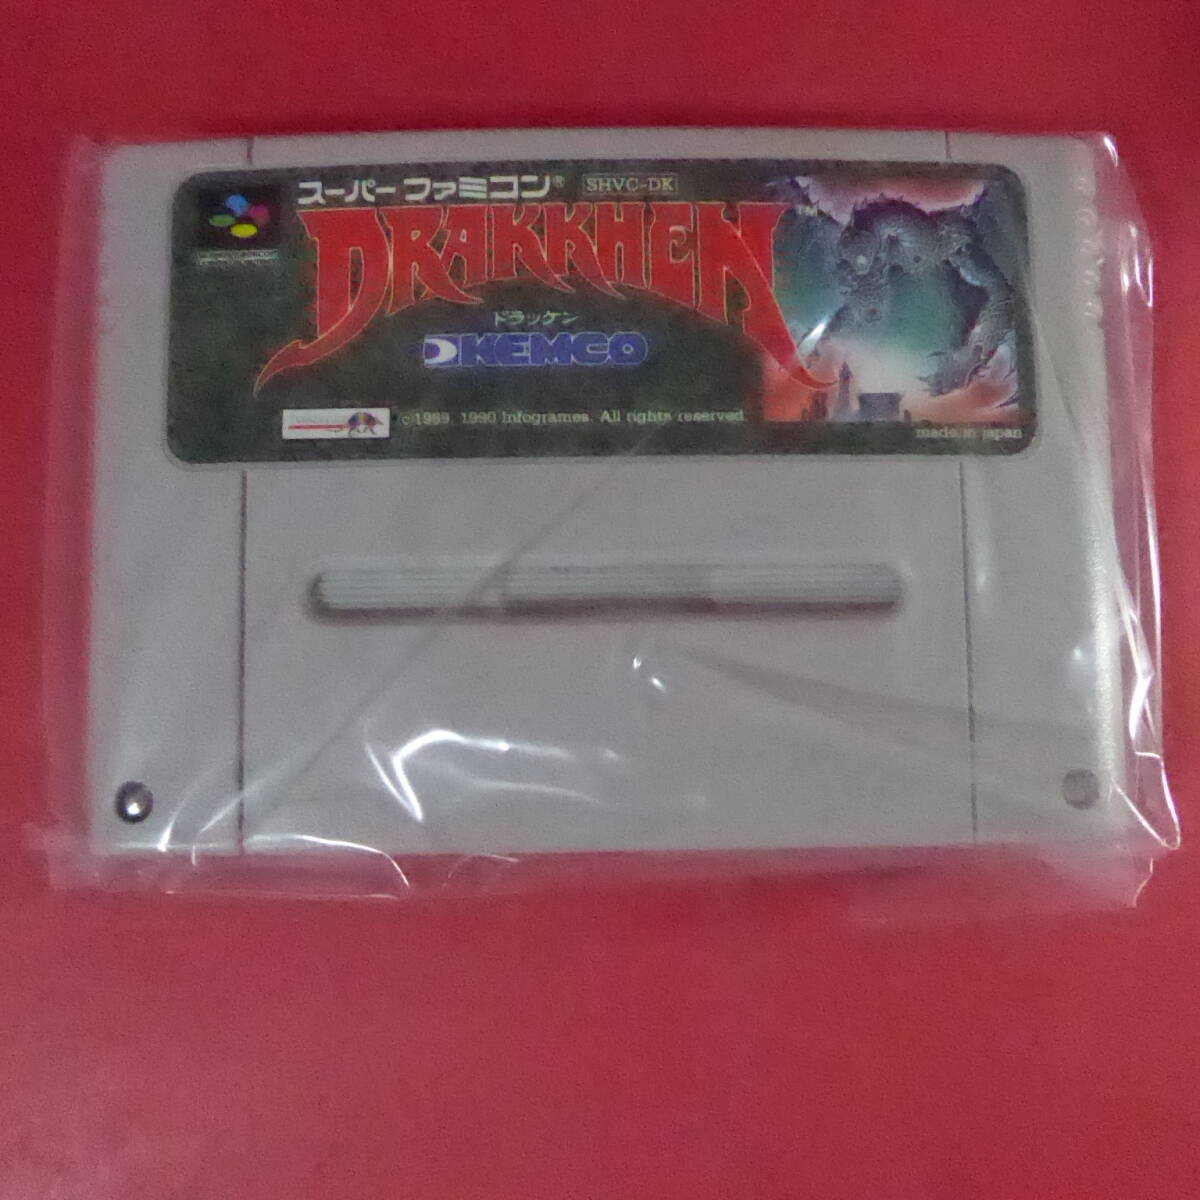 スーパーファミコン® SHVC-DK
DRAKKHEN™
ドラッケン
KEMCO
©1989, 1990 Infogrames. All rights reserved.
made in japan